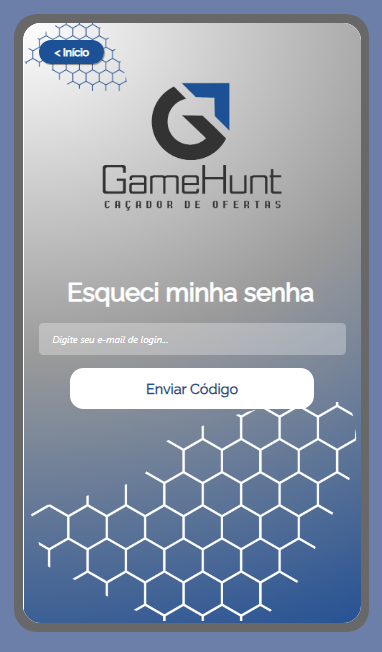 < Início
GameHunt
CAÇADOR DE OFERTAS
Esqueci minha senha
Digite seu e-mail de login...
Enviar Código